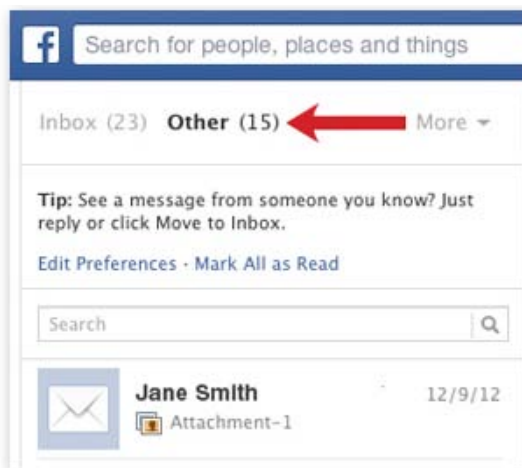 f Search for people, places and things
Inbox (23) Other (15) More
Tip: See a message from someone you know? Just
reply or click Move to Inbox.
Edit Preferences · Mark All as Read
Search
Jane Smith 12/9/12
Attachment-1